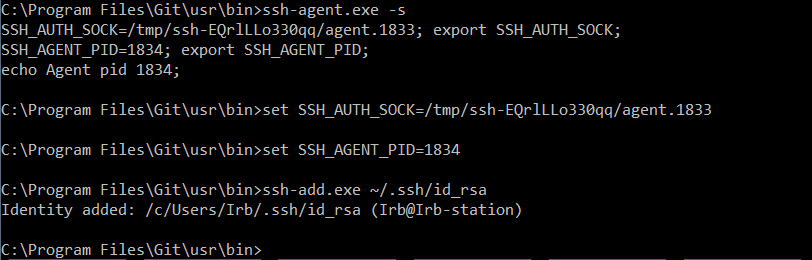 C:\Program Files\Git\usr\bin>ssh-agent.exe -s
SSH_AUTH_SOCK=/tmp/ssh-EQrlLLo330qq/agent.1833; export SSH_AUTH_SOCK;
SSH_AGENT_PID=1834; export SSH_AGENT_PID;
echo Agent pid 1834;
C:\Program Files\Git\usr\bin>set SSH_AUTH_SOCK=/tmp/ssh-EQrlLLo330qq/agent.1833
C:\Program Files\Git\usr\bin>set SSH_AGENT_PID=1834
C:\Program Files\Git\usr\bin>ssh-add.exe ~/.ssh/id_rsa
Identity added: /c/Users/Irb/.ssh/id_rsa (Irb@Irb-station)
C:\Program Files\Git\usr\bin>